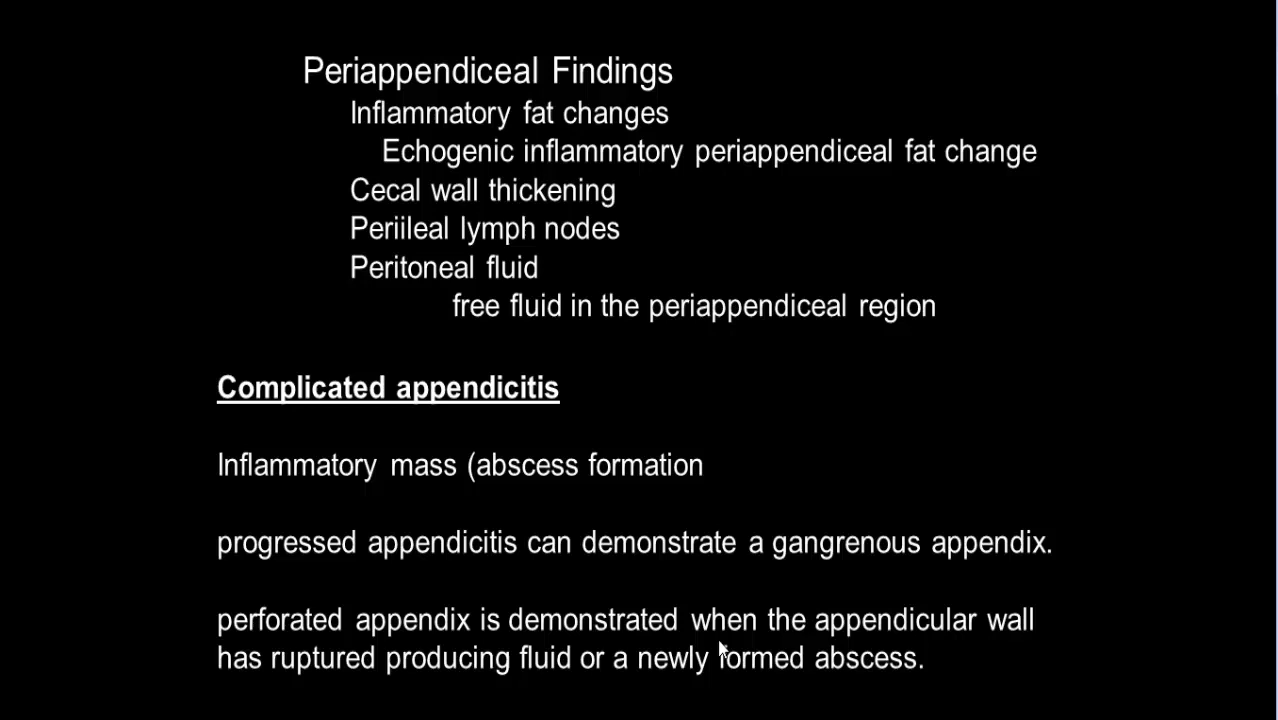 Periappendiceal Findings
Inflammatory fat changes
Echogenic inflammatory periappendiceal fat change
Cecal wall thickening
Periileal lymph nodes
Peritoneal fluid
free fluid in the periappendiceal region
Complicated appendicitis
Inflammatory mass (abscess formation
progressed appendicitis can demonstrate a gangrenous appendix.
perforated appendix is demonstrated when the appendicular wall
has ruptured producing fluid or a newly formed abscess.